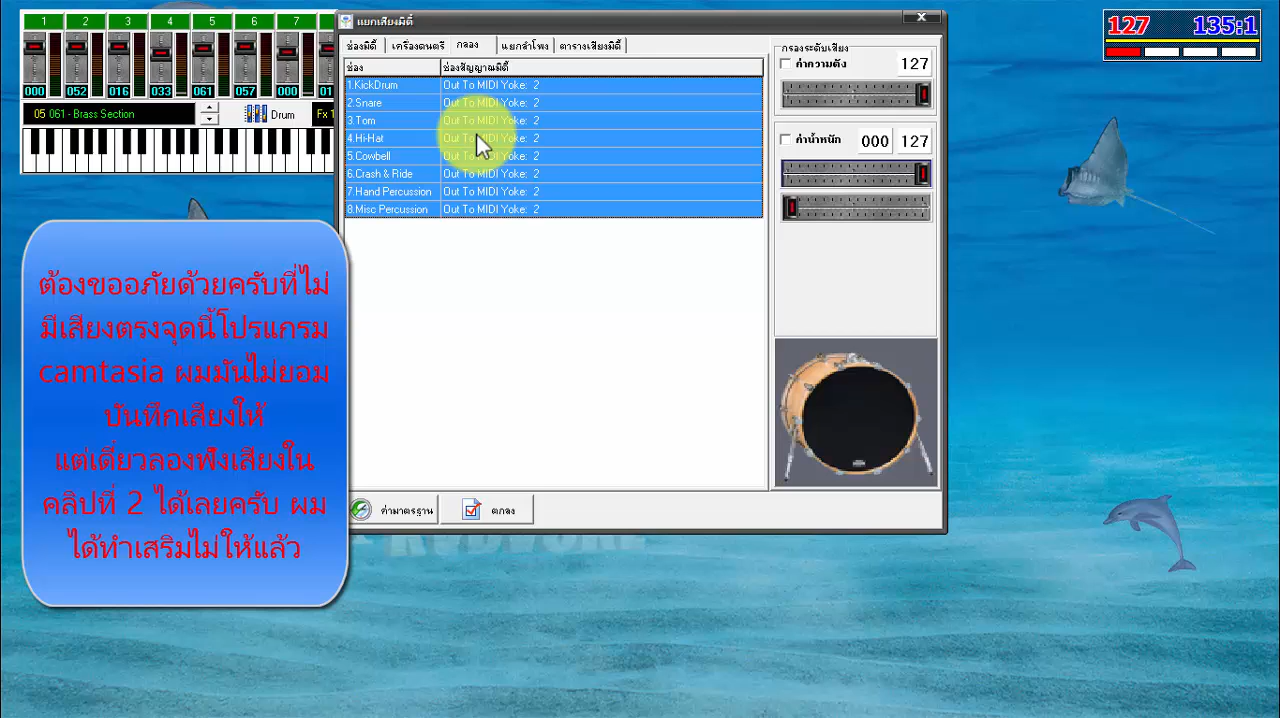 1 2 3 4 5 6 7
000 052 016 033 061 057 000 01
05 061 - Brass Section
Drum
Fx 1
แยกเสียงมิดี้
127 135:1
ช่องมิดี้ เครื่องดนตรี กลอง แยกลำโพง ตารางเสียงมิดี้
ช่อง ช่องสัญญาณมิดี้
1.KickDrum Out To MIDI Yoke: 2
2.Snare Out To MIDI Yoke: 2
3.Tom Out To MIDI Yoke: 2
4.Hi-Hat Out To MIDI Yoke: 2
5.Cowbell Out To MIDI Yoke: 2
6.Crash & Ride Out To MIDI Yoke: 2
7.Hand Percussion Out To MIDI Yoke: 2
8.Misc Percussion Out To MIDI Yoke: 2
กรองระดับเสียง
ค่าความดัง 127
ค่าน้ำหนัก 000 127
ค่ามาตรฐาน
ตกลง
ต้องขออภัยด้วยครับที่ไม่
มีเสียงตรงจุดนี้โปรแกรม
camtasia ผมมันไม่ยอม
บันทึกเสียงให้
แต่เดี๋ยวลองฟังเสียงใน
คลิปที่ 2 ได้เลยครับ ผม
ได้ทำเสริมไม่ให้แล้ว